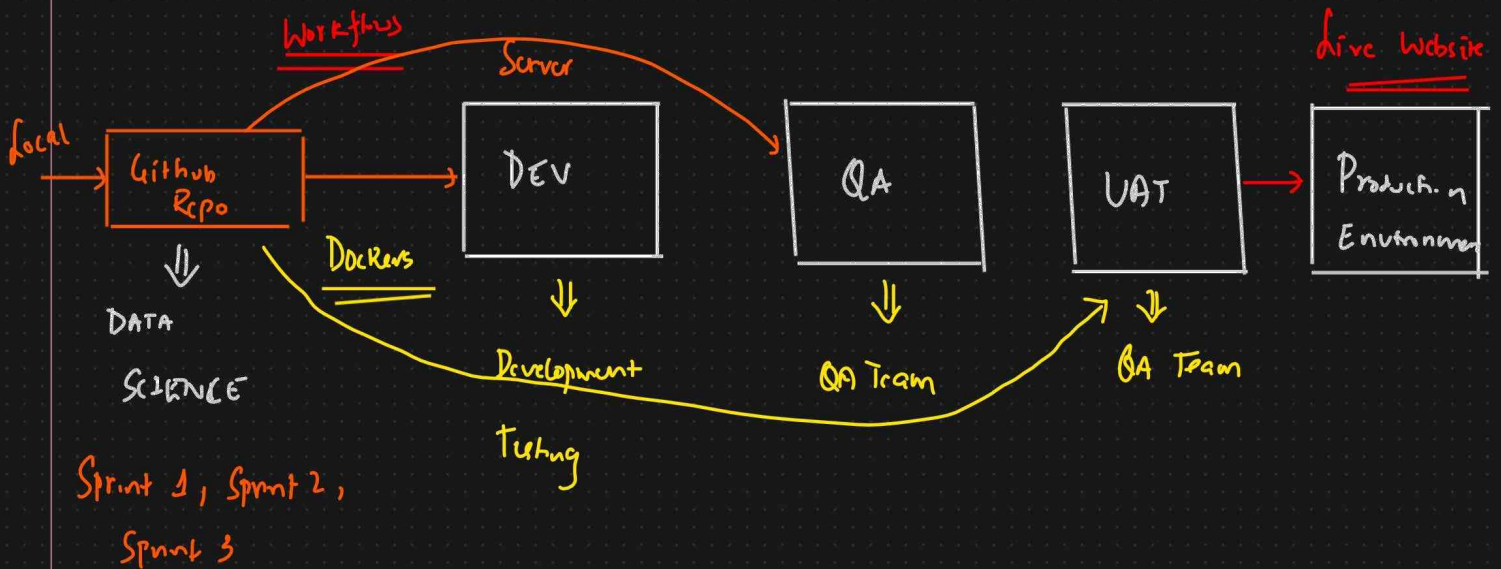 Workflows
Server
Live Website
Local
Github
Repo
DEV
QA
UAT
Production
Environmen
Dockers
DATA
SCIENCE
Development
Testing
QA Team
QA Team
Sprint 1, Sprint 2,
Sprint 3